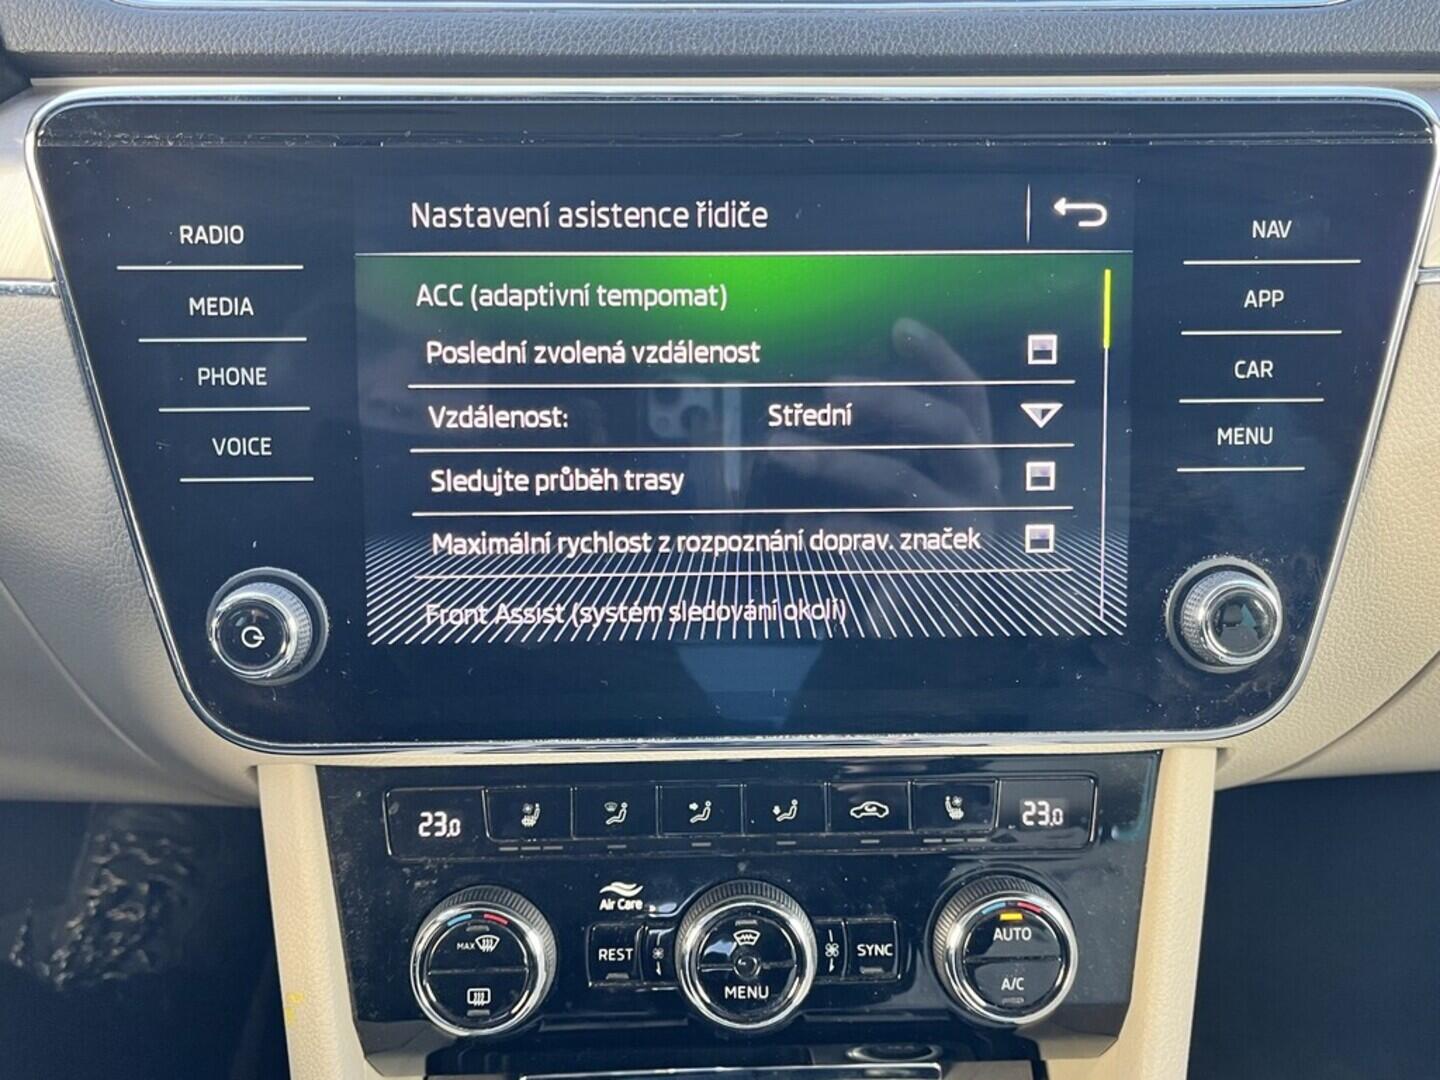 Nastavení asistence řidiče
RADIO
MEDIA
PHONE
VOICE
ACC (adaptivní tempomat)
Poslední zvolená vzdálenost
Vzdálenost: Střední
Sledujte průběh trasy
Maximální rychlost z rozpoznání doprav. značek
Front Assist (systém sledování okolí)
NAV
APP
CAR
MENU
23,0
23,0
Air Care
MAX
REST
MENU
SYNC
AUTO
A/C